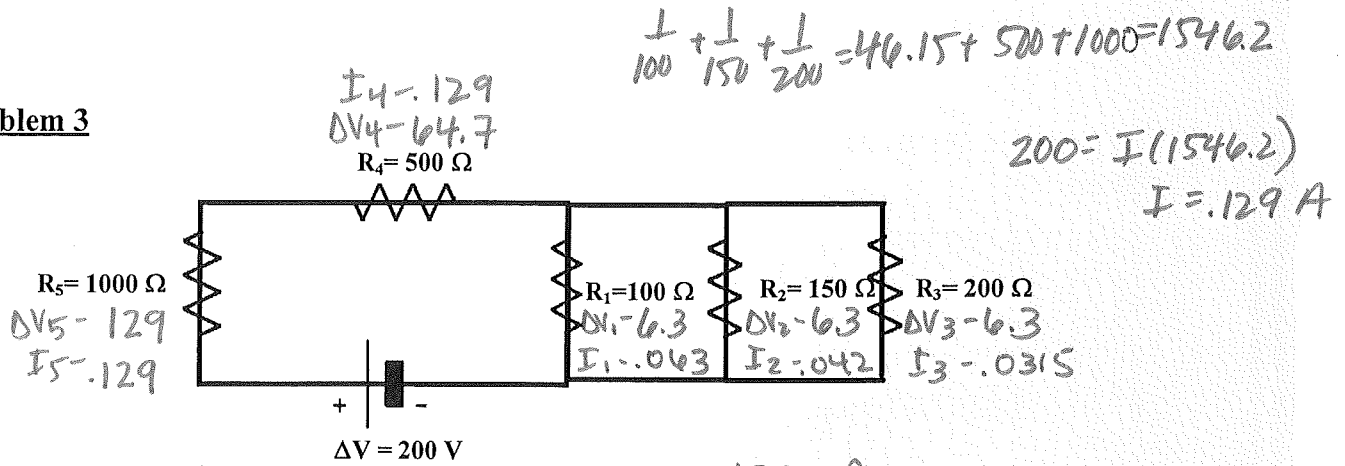 1/100 + 1/150 + 1/200 = 46.15 + 500 + 1000 = 1546.2
I4 - .129
blem 3
ΔV4 - 64.7
R₄= 500 Ω
200 = I(1546.2)
I = .129 A
R₅= 1000 Ω
ΔV5 - 129
I5 - .129
R₁=100 Ω
ΔV₁ - 6.3
I₁ - .063
R₂= 150 Ω
ΔV₂ - 6.3
I2 - .042
R₃= 200 Ω
ΔV3 - 6.3
I3 - .0315
+ -
ΔV = 200 V